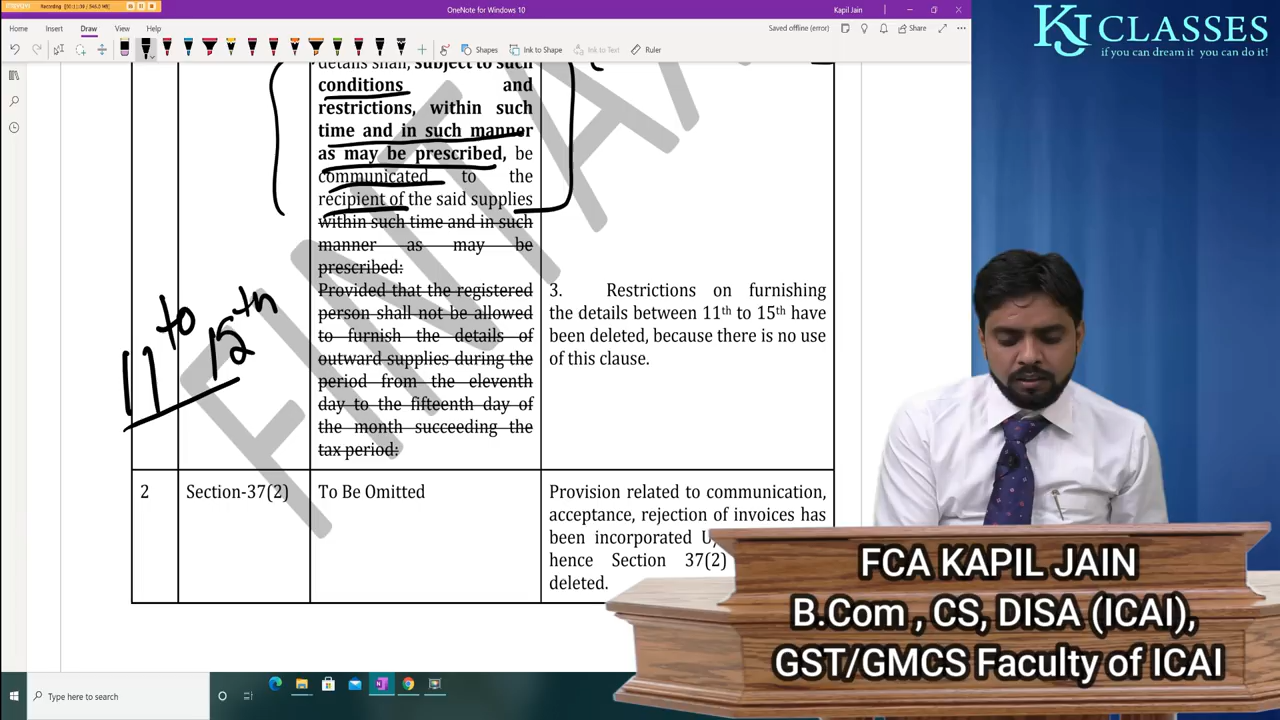 OneNote for Windows 10
Kapil Jain
Home
Insert
Draw
View
Help
Saved offline (error)
Share
Shapes
Ink to Shape
Ink to Text
Ruler
KJ CLASSES
if you can dream it you can do it!
details shall, subject to such
conditions and
restrictions, within such
time and in such manner
as may be prescribed, be
communicated to the
recipient of the said supplies
within such time and in such
manner as may be
prescribed:
Provided that the registered
person shall not be allowed
to furnish the details of
outward supplies during the
period from the eleventh
day to the fifteenth day of
the month succeeding the
tax period:
3. Restrictions on furnishing
the details between 11th to 15th have
been deleted, because there is no use
of this clause.
11 to 15th
2
Section-37(2)
To Be Omitted
Provision related to communication,
acceptance, rejection of invoices has
been incorporated
hence Section 37(2)
deleted.
FINTAX
FCA KAPIL JAIN
B.Com , CS, DISA (ICAI),
GST/GMCS Faculty of ICAI
Type here to search